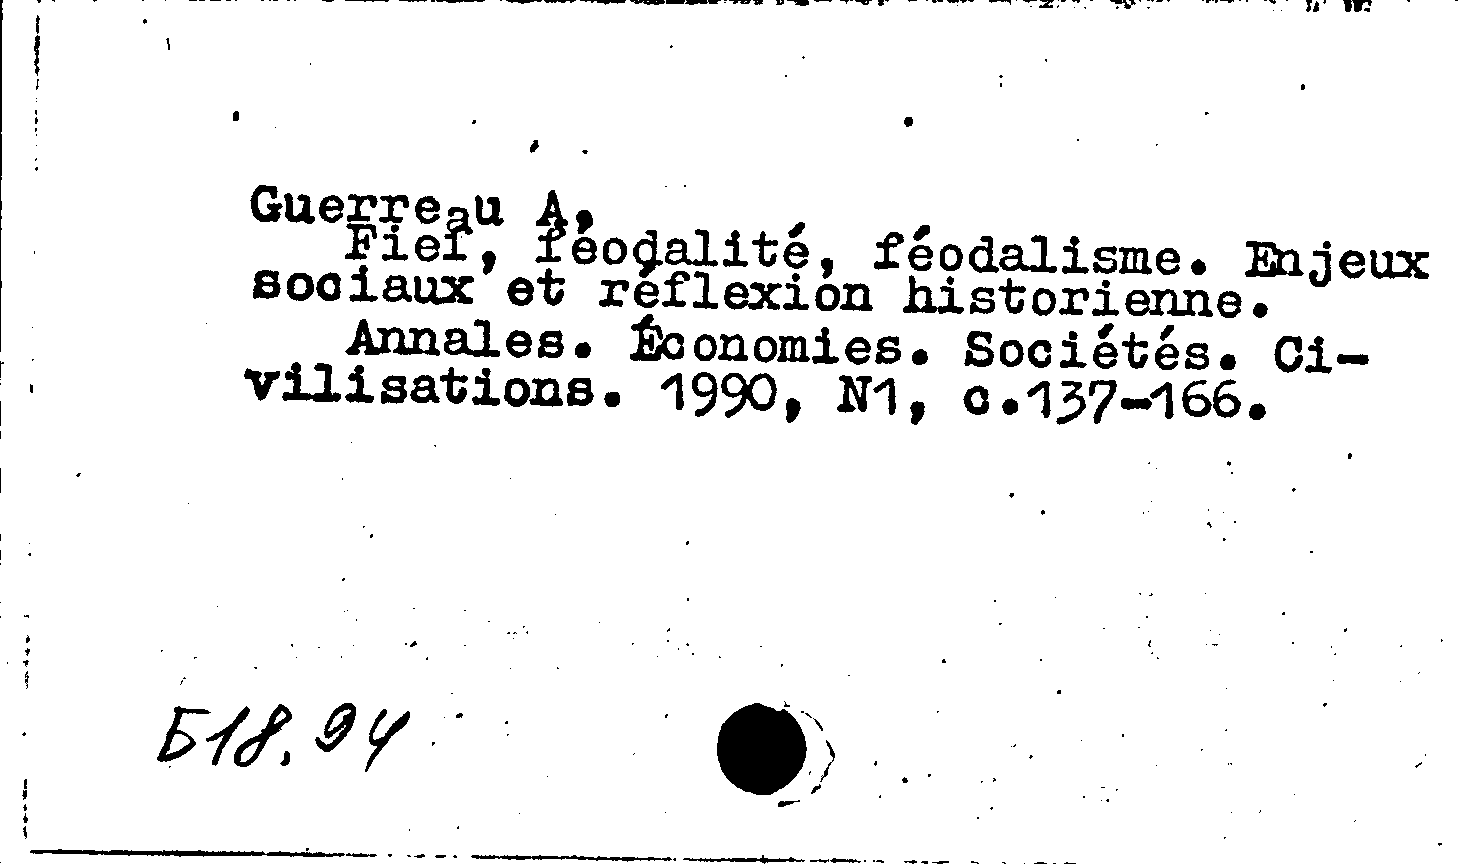 Guerreau A,
Fief, féodalité, féodalisme. Enjeux
sociaux et réflexion historienne.
Annales. Économies. Sociétés. Ci-
vilisations. 1990, N1, c.137-166.
Б18.94